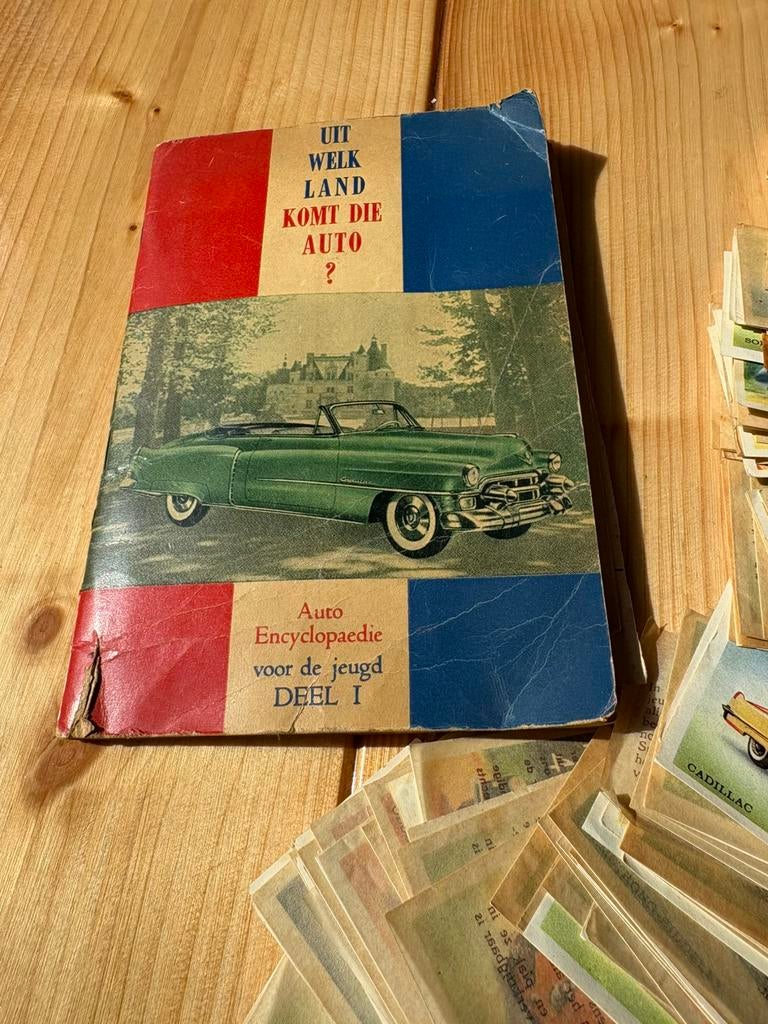 UIT
WELK
LAND
KOMT DIE
AUTO
?
Auto
Encyclopaedie
voor de jeugd
DEEL I
CADILLAC